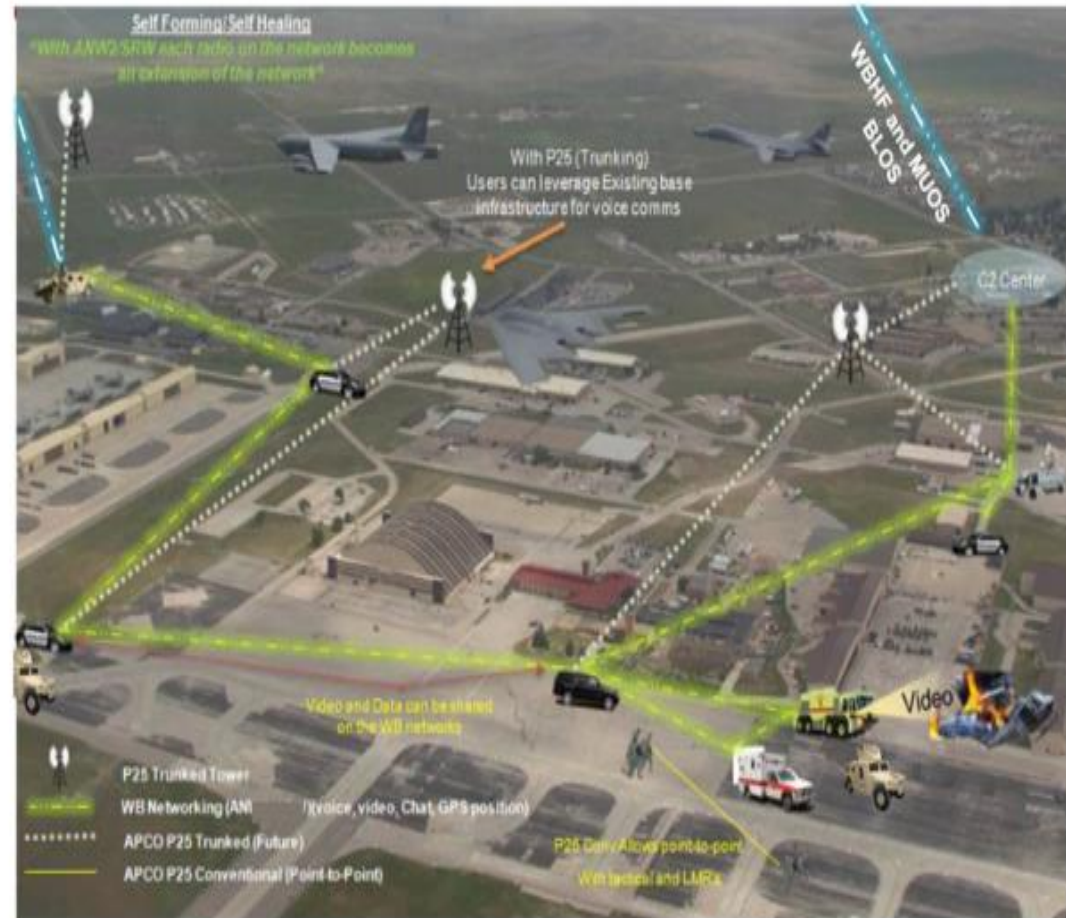 Self Forming/Self Healing
"With ANW2/SRW each radio on the network becomes
an extension of the network"
WBHF and MUOS
BLOS
With P25 (Trunking)
Users can leverage Existing base
infrastructure for voice comms
C2 Center
Video
Video and Data can be shared
on the WB networks
P25 Trunked Tower
WB Networking (AN /)(voice, video, Chat, GPS position)
APCO P25 Trunked (Future)
APCO P25 Conventional (Point-to-Point)
P25 Conv Allows point-to-point
With tactical and LMRs